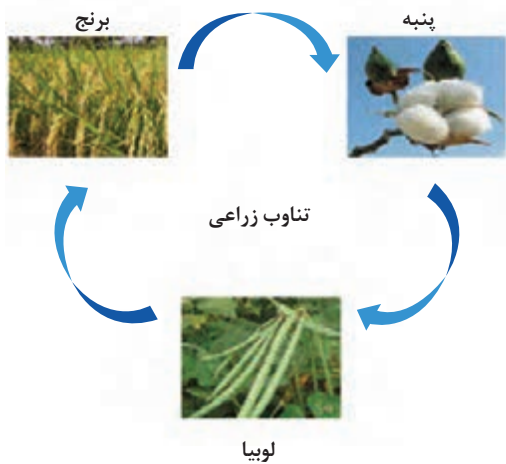 پنبه
برنج
تناوب زراعی
لوبیا